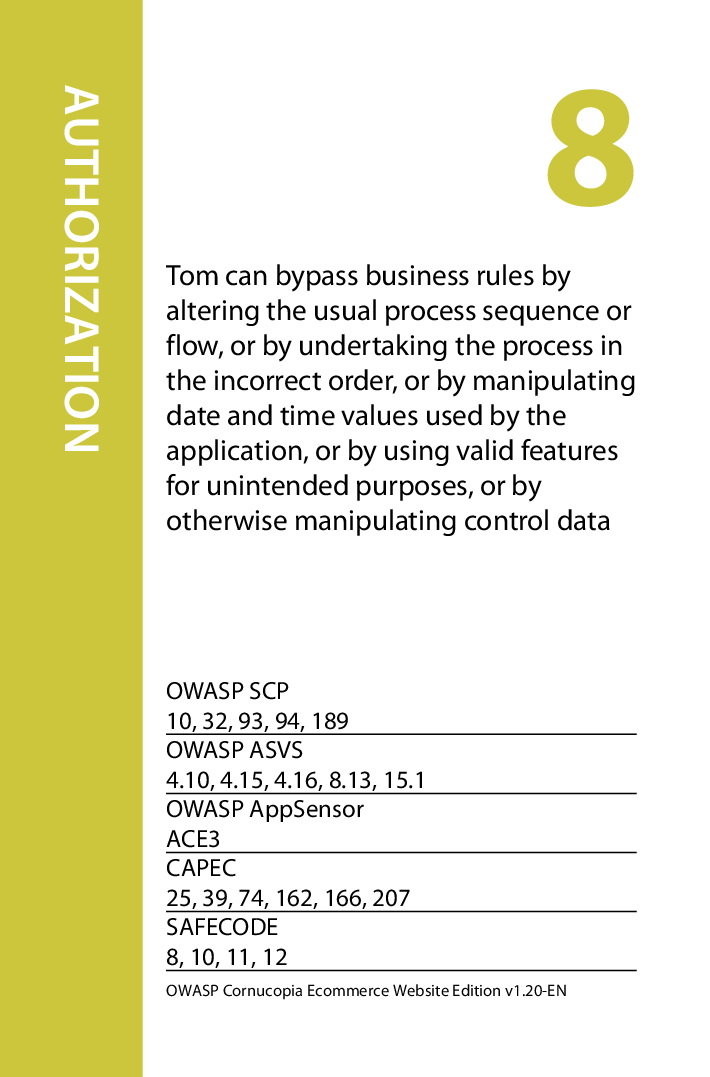 AUTHORIZATION
8
Tom can bypass business rules by
altering the usual process sequence or
flow, or by undertaking the process in
the incorrect order, or by manipulating
date and time values used by the
application, or by using valid features
for unintended purposes, or by
otherwise manipulating control data
OWASP SCP
10, 32, 93, 94, 189
OWASP ASVS
4.10, 4.15, 4.16, 8.13, 15.1
OWASP AppSensor
ACE3
CAPEC
25, 39, 74, 162, 166, 207
SAFECODE
8, 10, 11, 12
OWASP Cornucopia Ecommerce Website Edition v1.20-EN